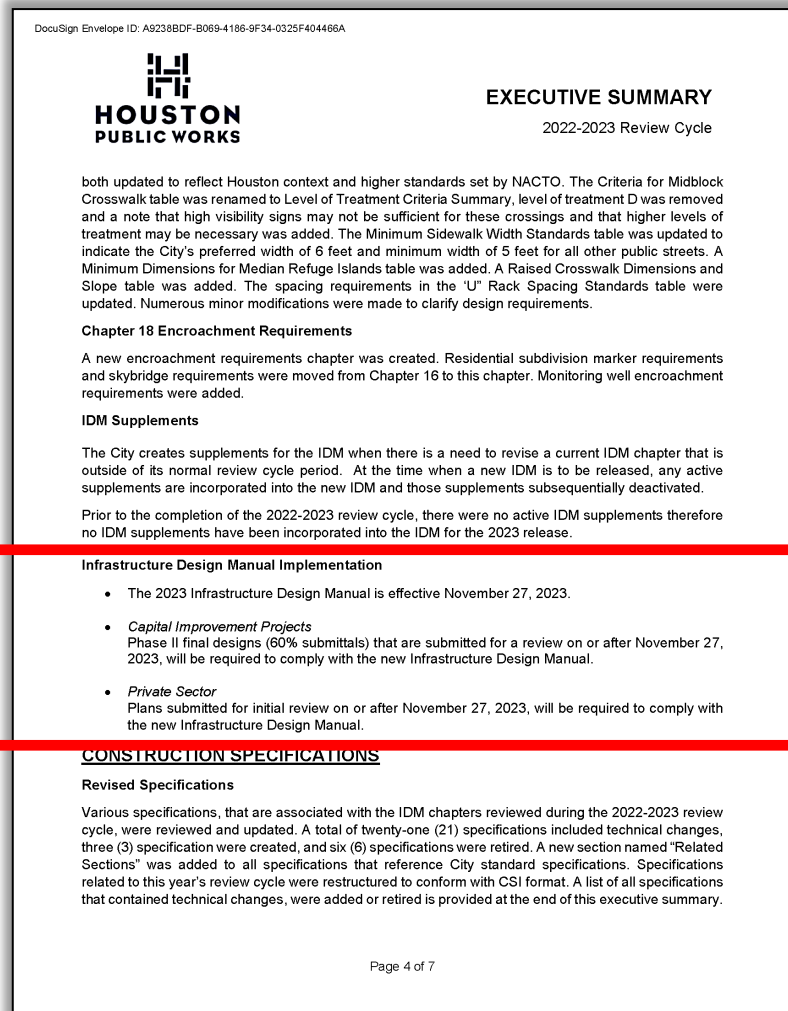 DocuSign Envelope ID: A9238BDF-B069-4186-9F34-0325F404466A
HOUSTON
PUBLIC WORKS
EXECUTIVE SUMMARY
2022-2023 Review Cycle
both updated to reflect Houston context and higher standards set by NACTO. The Criteria for Midblock
Crosswalk table was renamed to Level of Treatment Criteria Summary, level of treatment D was removed
and a note that high visibility signs may not be sufficient for these crossings and that higher levels of
treatment may be necessary was added. The Minimum Sidewalk Width Standards table was updated to
indicate the City's preferred width of 6 feet and minimum width of 5 feet for all other public streets. A
Minimum Dimensions for Median Refuge Islands table was added. A Raised Crosswalk Dimensions and
Slope table was added. The spacing requirements in the ‘U” Rack Spacing Standards table were
updated. Numerous minor modifications were made to clarify design requirements.
Chapter 18 Encroachment Requirements
A new encroachment requirements chapter was created. Residential subdivision marker requirements
and skybridge requirements were moved from Chapter 16 to this chapter. Monitoring well encroachment
requirements were added.
IDM Supplements
The City creates supplements for the IDM when there is a need to revise a current IDM chapter that is
outside of its normal review cycle period. At the time when a new IDM is to be released, any active
supplements are incorporated into the new IDM and those supplements subsequentially deactivated.
Prior to the completion of the 2022-2023 review cycle, there were no active IDM supplements therefore
no IDM supplements have been incorporated into the IDM for the 2023 release.
Infrastructure Design Manual Implementation
• The 2023 Infrastructure Design Manual is effective November 27, 2023.
• Capital Improvement Projects
Phase II final designs (60% submittals) that are submitted for a review on or after November 27,
2023, will be required to comply with the new Infrastructure Design Manual.
• Private Sector
Plans submitted for initial review on or after November 27, 2023, will be required to comply with
the new Infrastructure Design Manual.
CONSTRUCTION SPECIFICATIONS
Revised Specifications
Various specifications, that are associated with the IDM chapters reviewed during the 2022-2023 review
cycle, were reviewed and updated. A total of twenty-one (21) specifications included technical changes,
three (3) specification were created, and six (6) specifications were retired. A new section named “Related
Sections” was added to all specifications that reference City standard specifications. Specifications
related to this year's review cycle were restructured to conform with CSI format. A list of all specifications
that contained technical changes, were added or retired is provided at the end of this executive summary.
Page 4 of 7